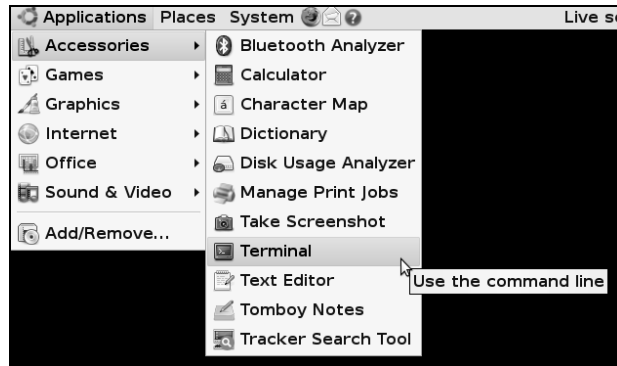 Applications Places System Live s
Accessories
Games
Graphics
Internet
Office
Sound & Video
Add/Remove...
Bluetooth Analyzer
Calculator
á Character Map
Dictionary
Disk Usage Analyzer
Manage Print Jobs
Take Screenshot
Terminal
Text Editor
Tomboy Notes
Tracker Search Tool
Use the command line